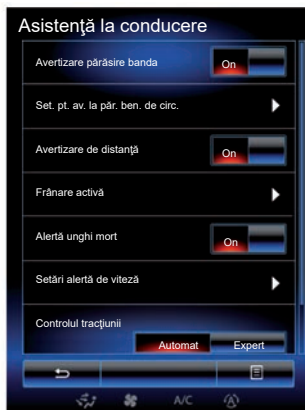 Asistenţă la conducere
Avertizare părăsire banda
On
Set. pt. av. la păr. ben. de circ.
Avertizare de distanţă
On
Frânare activă
Alertă unghi mort
On
Setări alertă de viteză
Controlul tracţiunii
Automat Expert
A/C
A